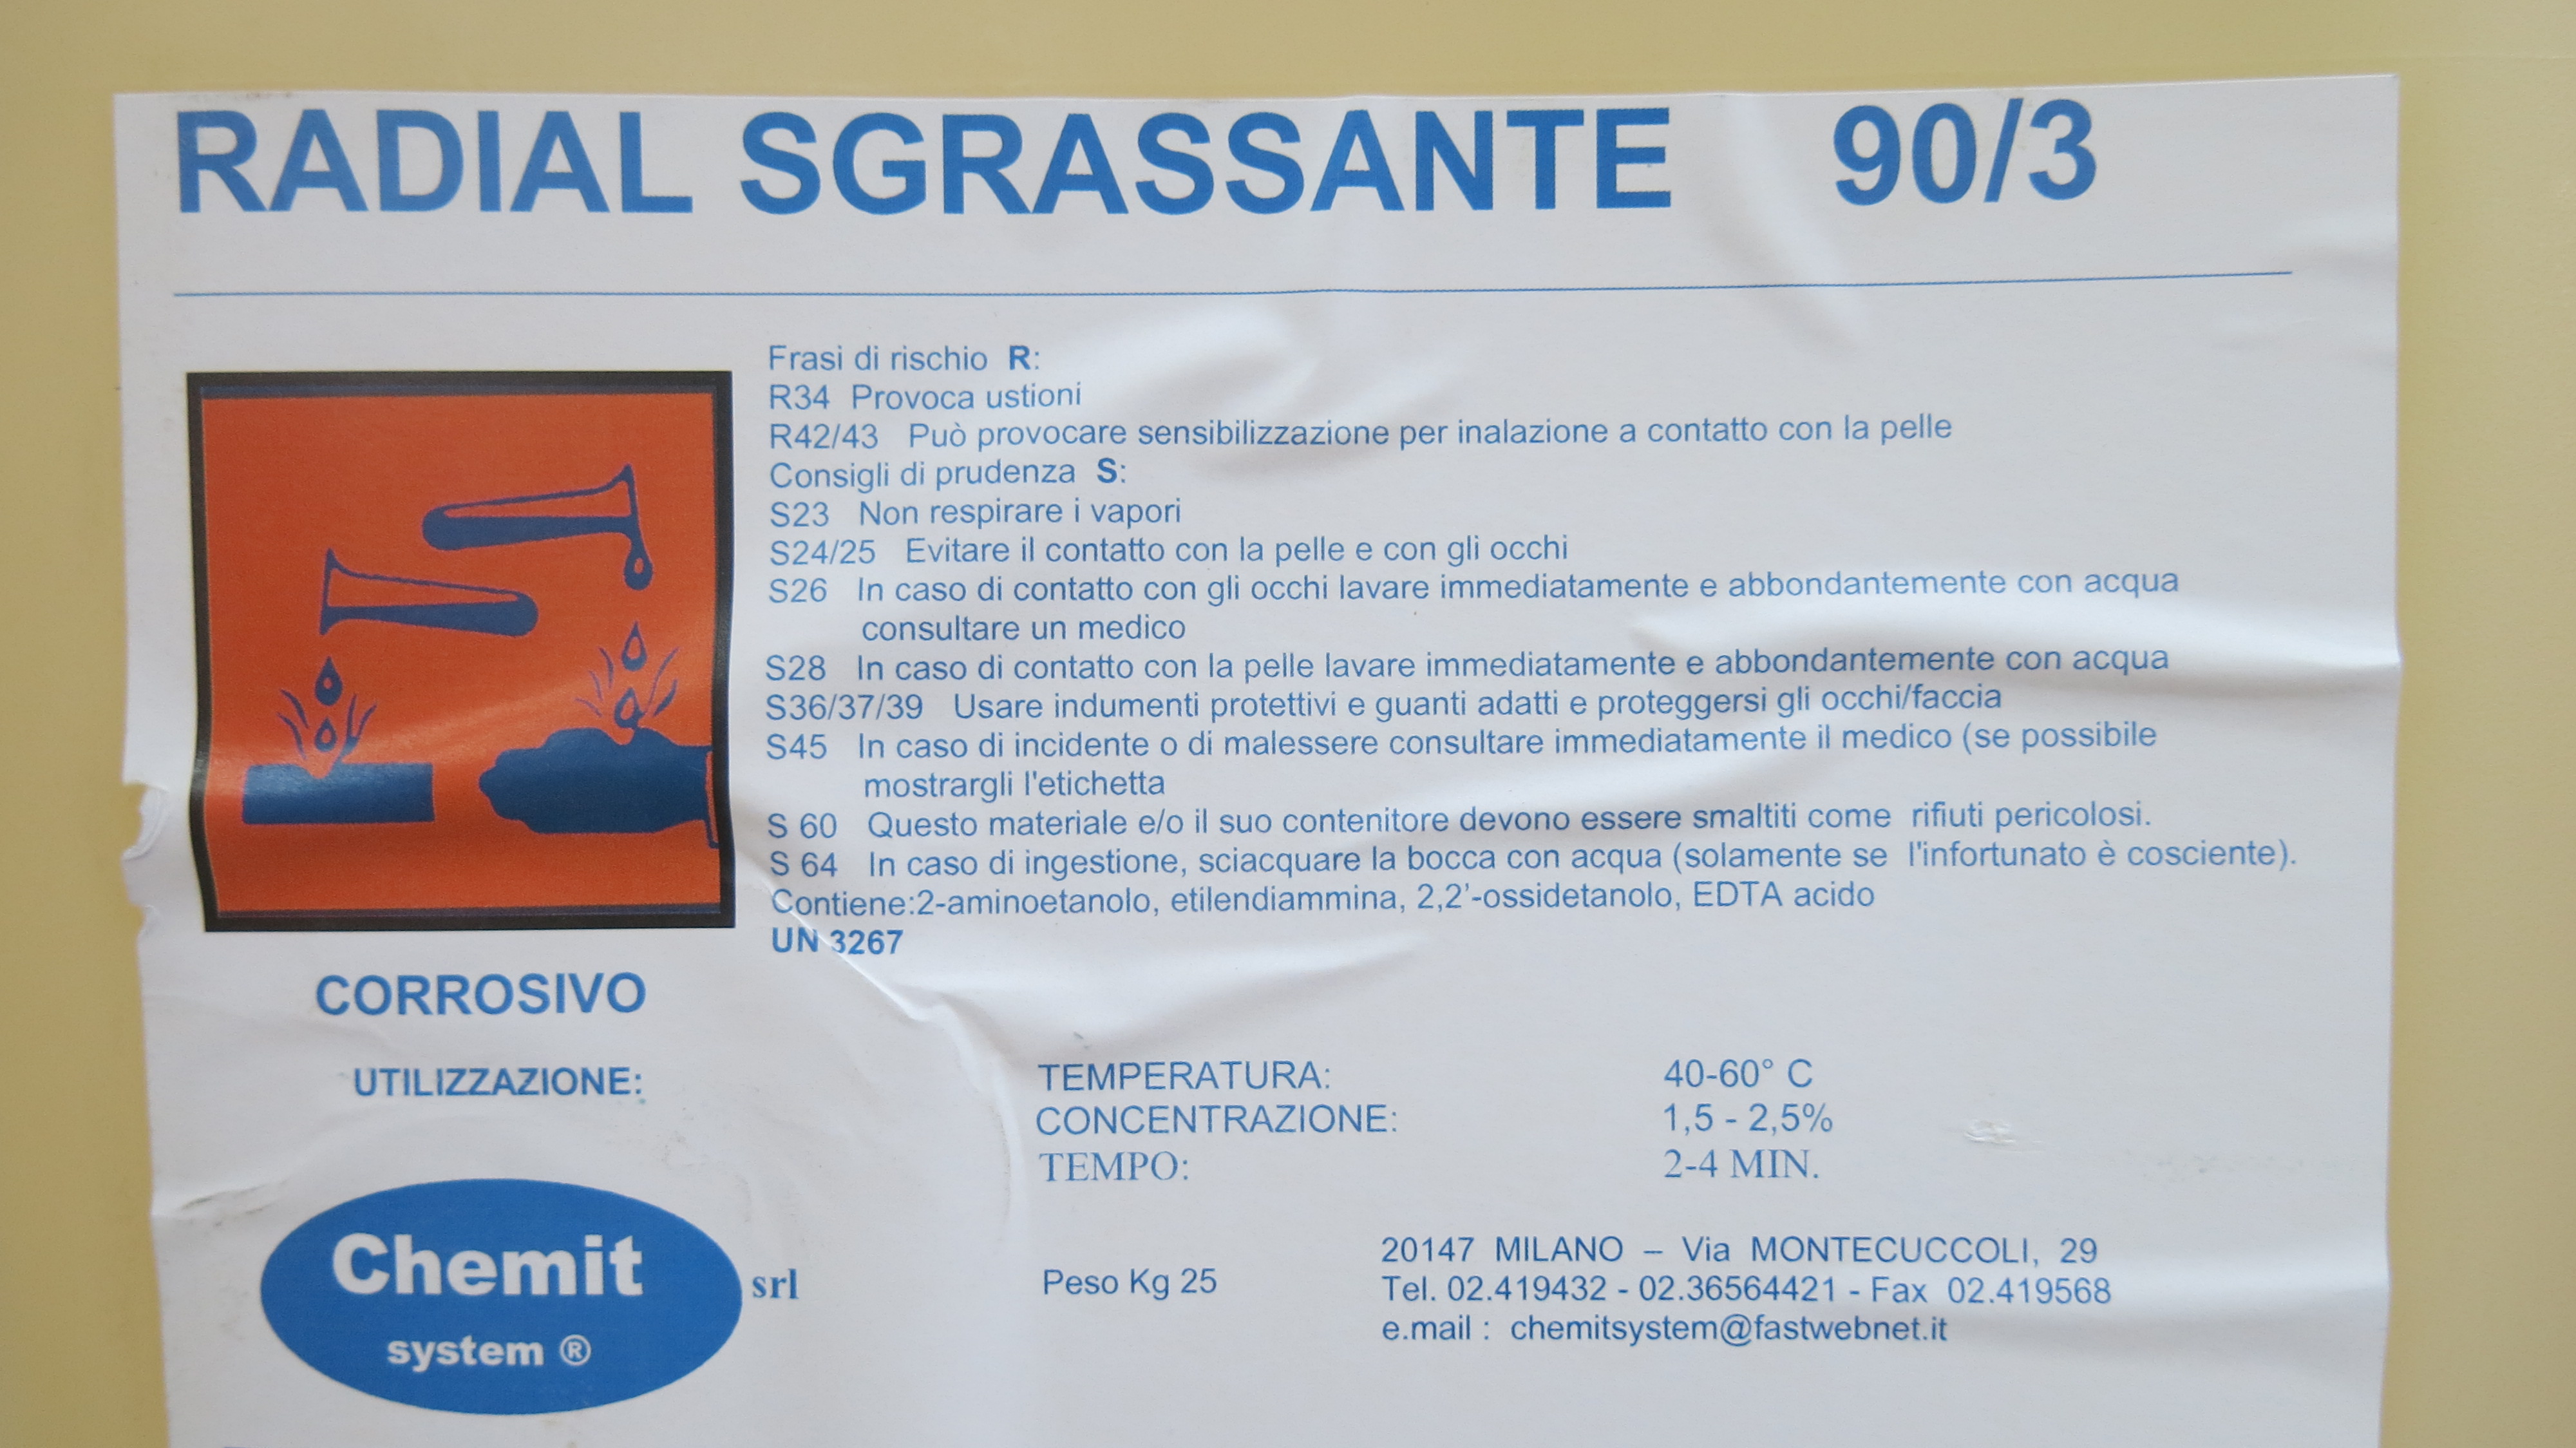 RADIAL SGRASSANTE 90/3
Frasi di rischio R:
R34 Provoca ustioni
R42/43 Può provocare sensibilizzazione per inalazione a contatto con la pelle
Consigli di prudenza S:
S23 Non respirare i vapori
S24/25 Evitare il contatto con la pelle e con gli occhi
S26 In caso di contatto con gli occhi lavare immediatamente e abbondantemente con acqua
consultare un medico
S28 In caso di contatto con la pelle lavare immediatamente e abbondantemente con acqua
S36/37/39 Usare indumenti protettivi e guanti adatti e proteggersi gli occhi/faccia
S45 In caso di incidente o di malessere consultare immediatamente il medico (se possibile
mostrargli l'etichetta
S 60 Questo materiale e/o il suo contenitore devono essere smaltiti come rifiuti pericolosi.
S 64 In caso di ingestione, sciacquare la bocca con acqua (solamente se l'infortunato è cosciente).
Contiene:2-aminoetanolo, etilendiammina, 2,2'-ossidetanolo, EDTA acido
UN 3267
CORROSIVO
UTILIZZAZIONE:
TEMPERATURA: 40-60° C
CONCENTRAZIONE: 1,5 - 2,5%
TEMPO: 2-4 MIN.
Chemit
system ®
srl
Peso Kg 25
20147 MILANO – Via MONTECUCCOLI, 29
Tel. 02.419432 - 02.36564421 - Fax 02.419568
e.mail : chemitsystem@fastwebnet.it